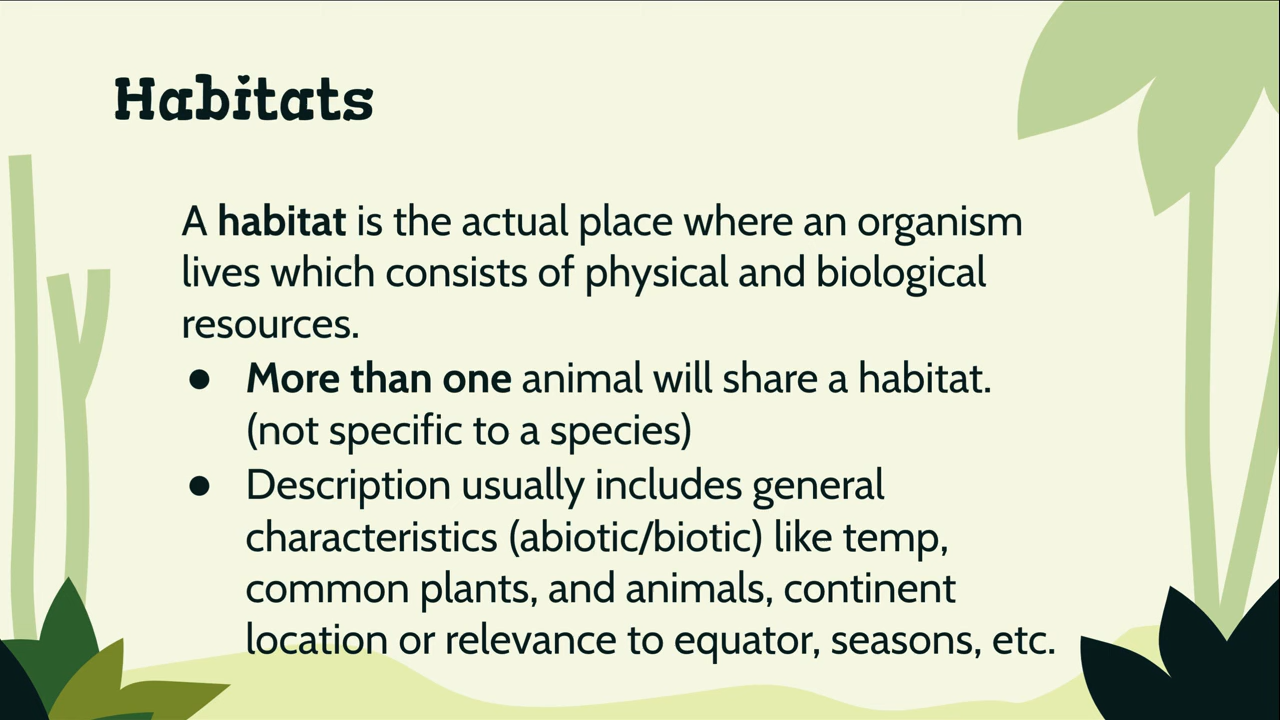 Habitats
A habitat is the actual place where an organism
lives which consists of physical and biological
resources.
● More than one animal will share a habitat.
(not specific to a species)
● Description usually includes general
characteristics (abiotic/biotic) like temp,
common plants, and animals, continent
location or relevance to equator, seasons, etc.